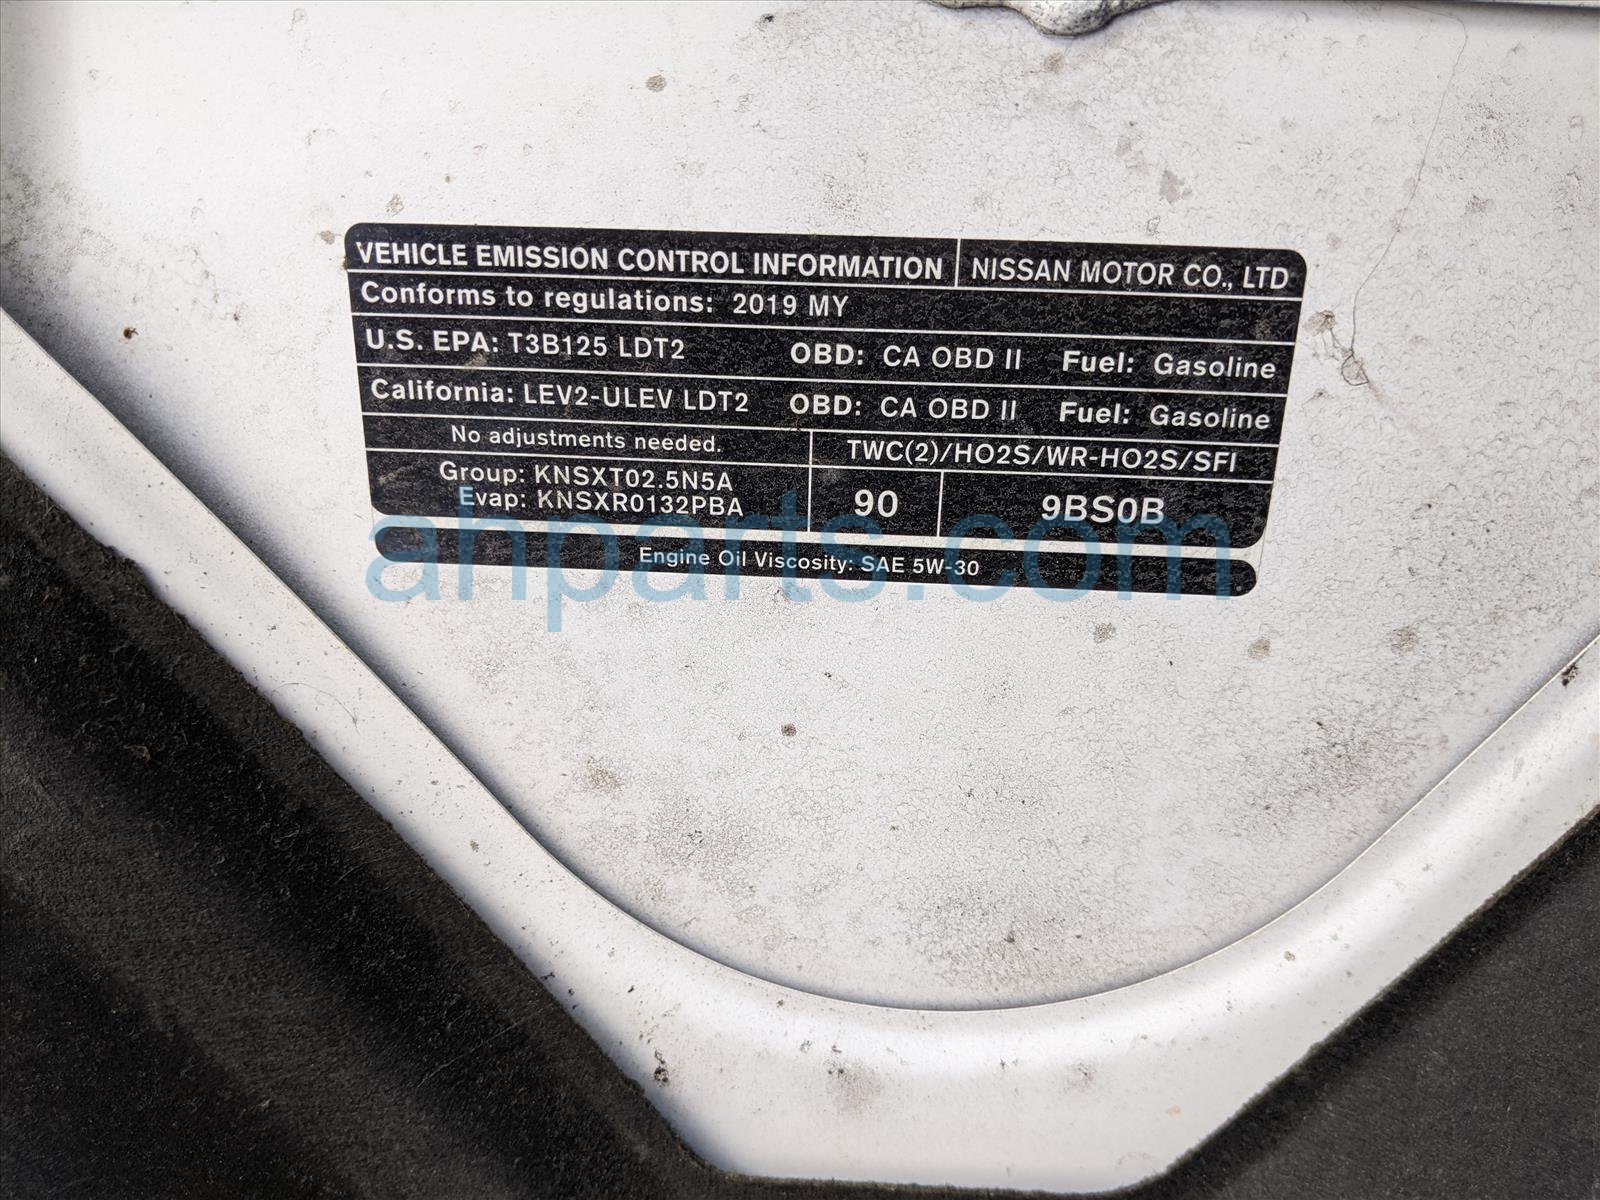 VEHICLE EMISSION CONTROL INFORMATION NISSAN MOTOR CO., LTD
Conforms to regulations: 2019 MY
U.S. EPA: T3B125 LDT2 OBD: CA OBD II Fuel: Gasoline
California: LEV2-ULEV LDT2 OBD: CA OBD II Fuel: Gasoline
No adjustments needed. TWC(2)/HO2S/WR-HO2S/SFI
Group: KNSXT02.5N5A
Evap: KNSXR0132PBA 90 9BS0B
ahparts.com
Engine Oil Viscosity: SAE 5W-30